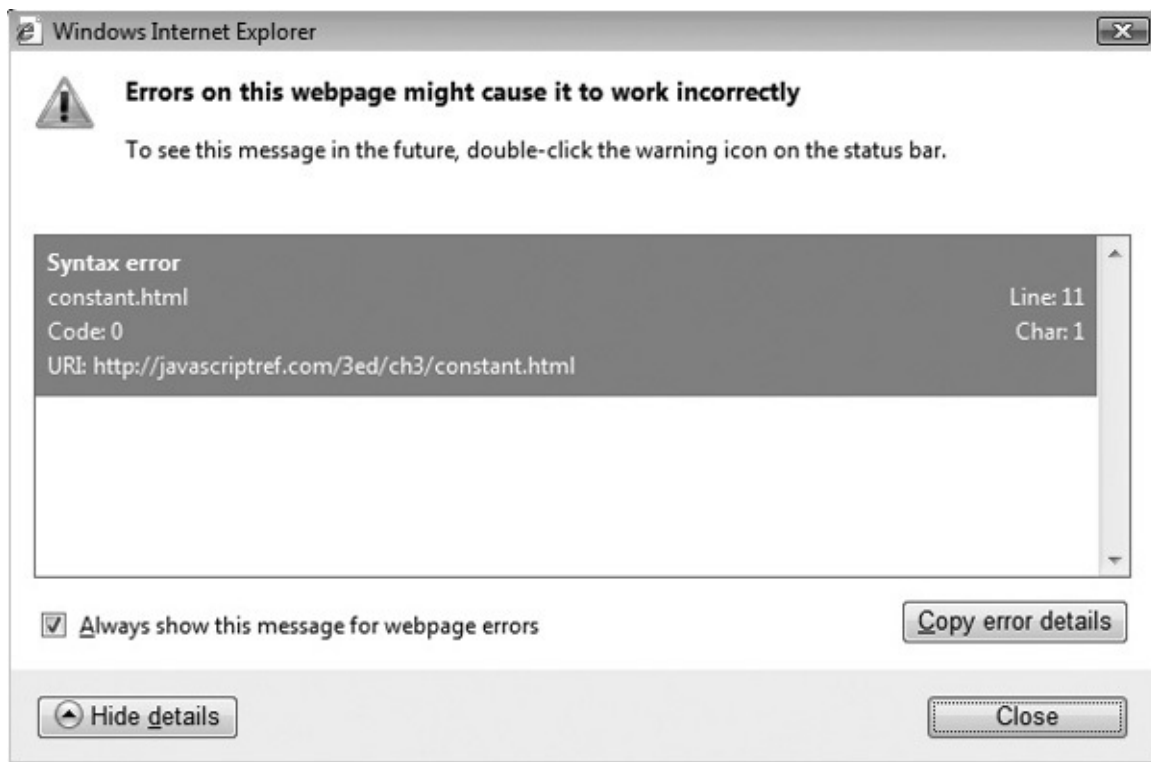 Windows Internet Explorer
Errors on this webpage might cause it to work incorrectly
To see this message in the future, double-click the warning icon on the status bar.
Syntax error
constant.html Line: 11
Code: 0 Char: 1
URI: http://javascriptref.com/3ed/ch3/constant.html
Always show this message for webpage errors
Copy error details
Hide details
Close